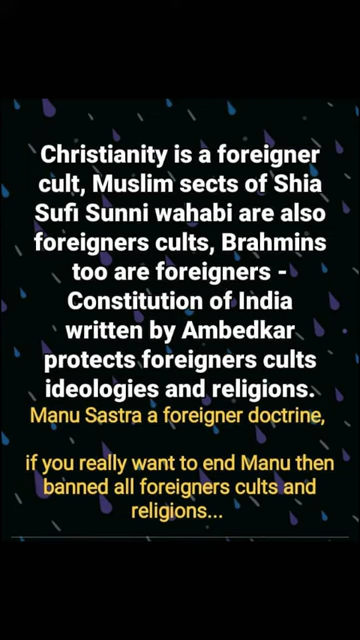 Christianity is a foreigner
cult, Muslim sects of Shia
Sufi Sunni wahabi are also
foreigners cults, Brahmins
too are foreigners -
Constitution of India
written by Ambedkar
protects foreigners cults
ideologies and religions.
Manu Sastra a foreigner doctrine,
if you really want to end Manu then
banned all foreigners cults and
religions...